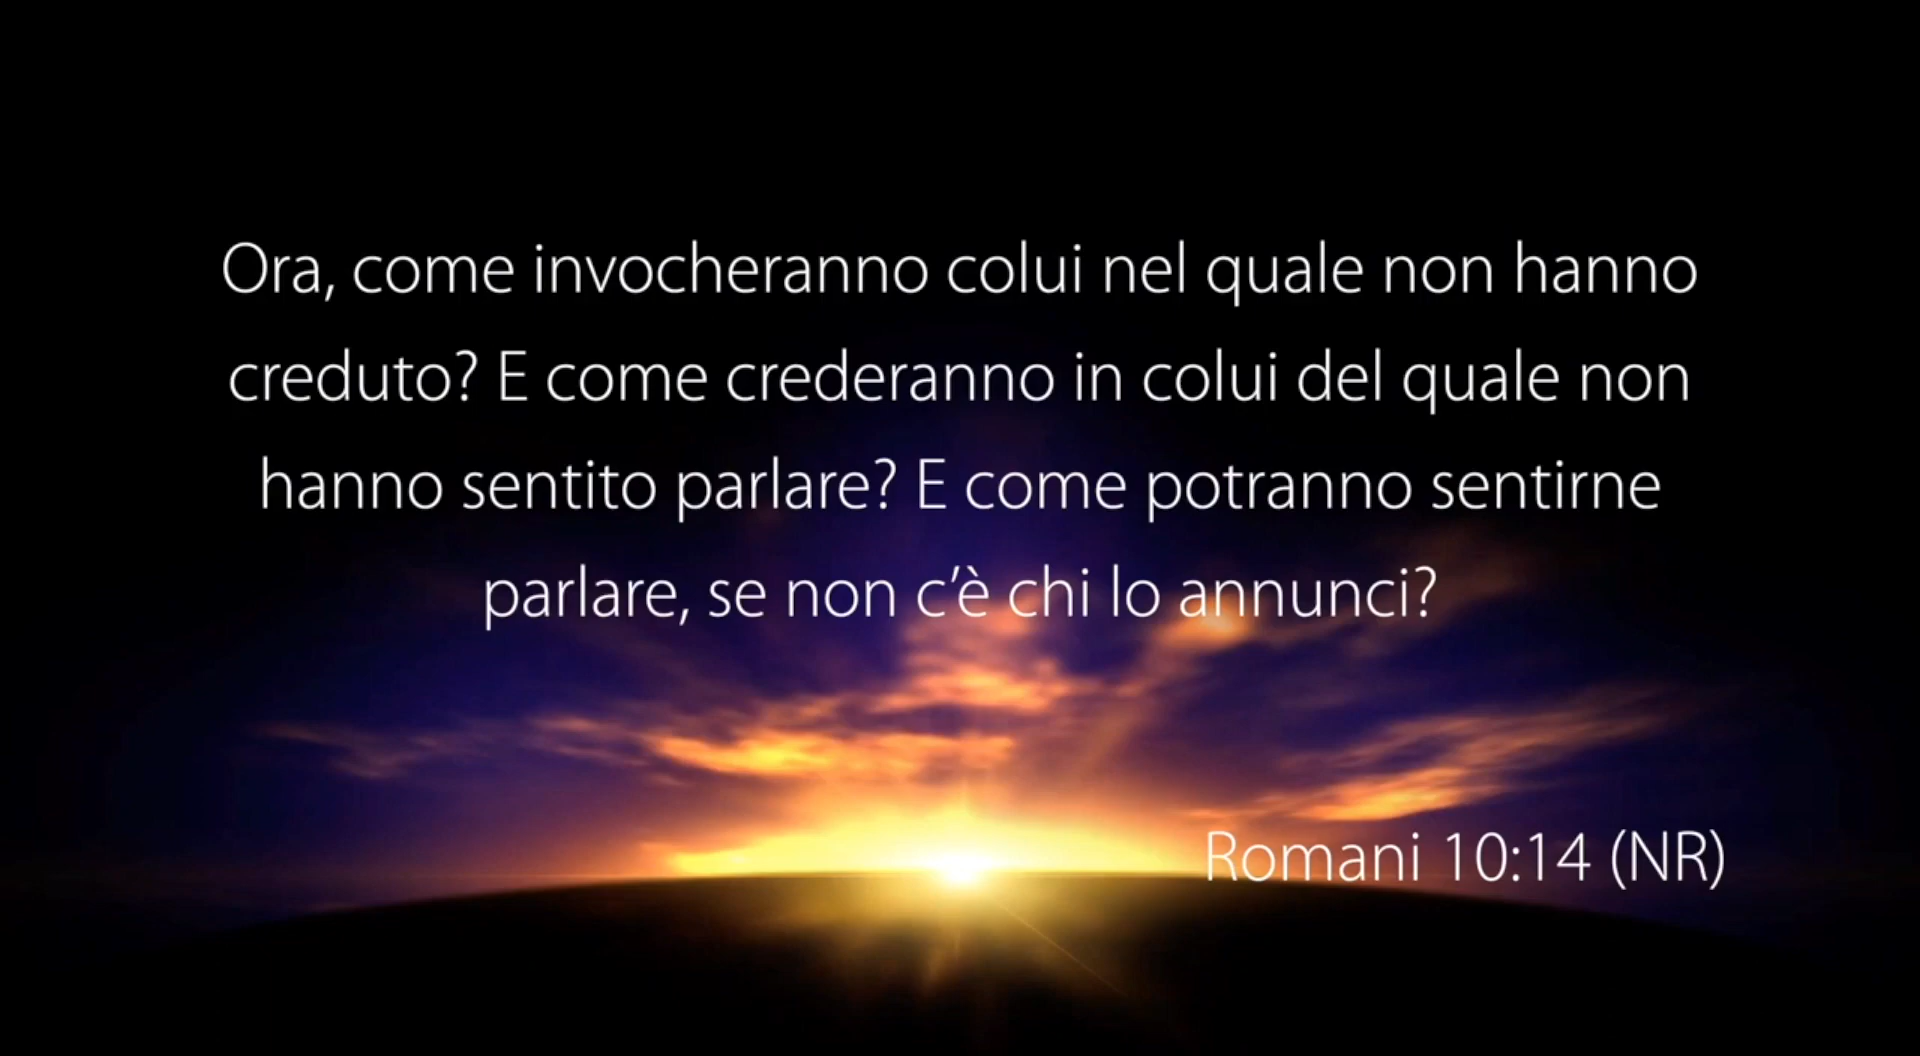 Ora, come invocheranno colui nel quale non hanno
creduto? E come crederanno in colui del quale non
hanno sentito parlare? E come potranno sentirne
parlare, se non c’è chi lo annunci?
Romani 10:14 (NR)